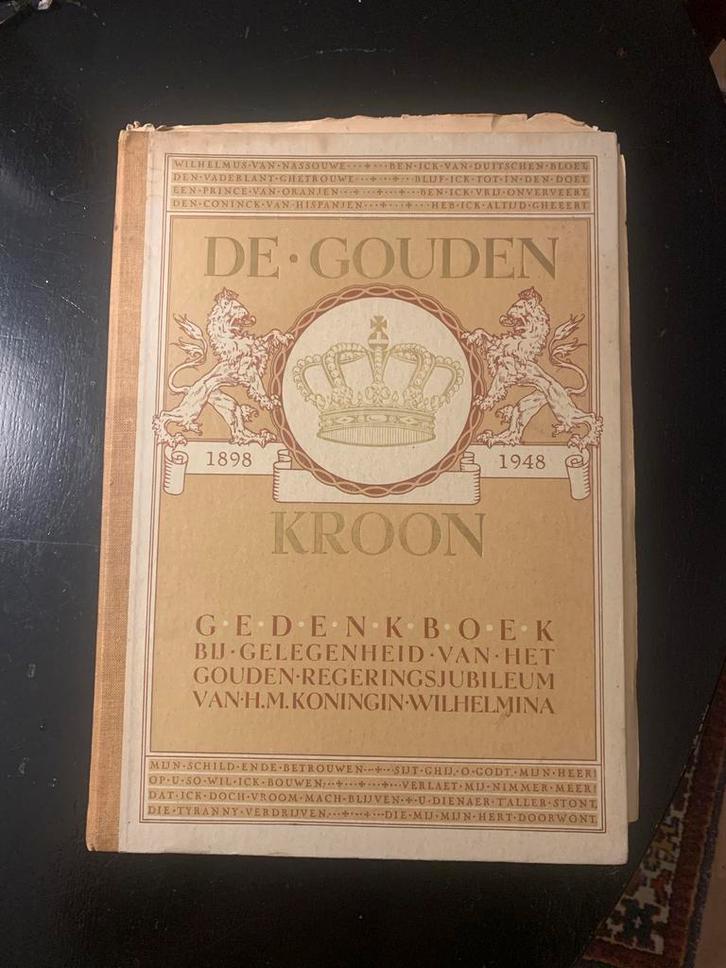 WILHELMUS·VAN·NASSOUWE···+···BEN·ICK·VAN·DUITSCHEN·BLOET,
DEN·VADERLANT·GHETROUWE···+···BLIJF·ICK·TOT·IN·DEN·DOET
EEN·PRINCE·VAN·ORANJEN···+···BEN·ICK·VRIJ·ONVERVEERT
DEN·CONINCK·VAN·HISPANJEN···+···HEB·ICK·ALTIJD·GHEEERT
DE·GOUDEN
1898 1948
KROON
G·E·D·E·N·K·B·O·E·K
BIJ·GELEGENHEID·VAN·HET
GOUDEN·REGERINGSJUBILEUM
VAN·H.M.KONINGIN·WILHELMINA
MIJN·SCHILD·ENDE·BETROUWEN··+··SIJT·GHIJ,O·GODT,MIJN·HEER!
OP·U·SO·WIL·ICK·BOUWEN···+···VERLAET·MIJ·NIMMER·MEER!
DAT·ICK·DOCH·VROOM·MACH·BLIJVEN·+·U·DIENAER·T'ALLER·STONT,
DIE·TYRANNY·VERDRIJVEN···+···DIE·MIJ·MIJN·HERT·DOORWONT